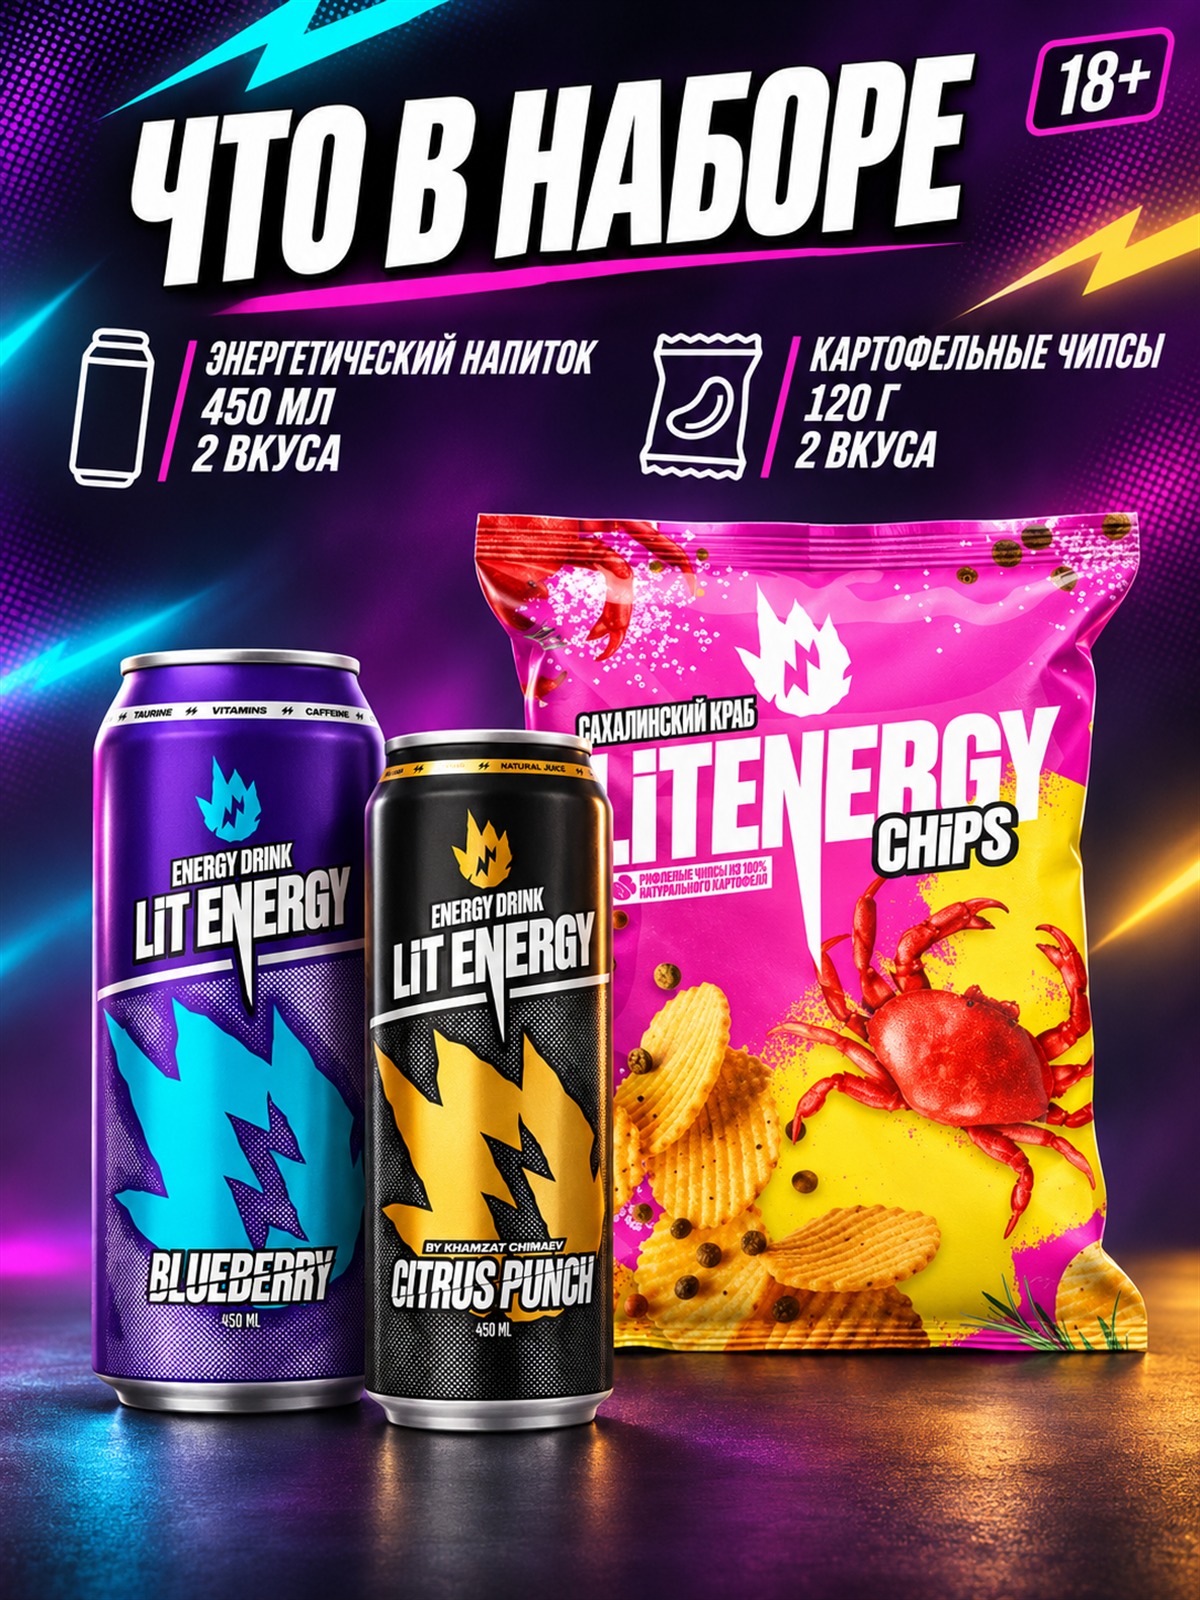 ЧТО В НАБОРЕ
18+
ЭНЕРГЕТИЧЕСКИЙ НАПИТОК
450 МЛ
2 ВКУСА
КАРТОФЕЛЬНЫЕ ЧИПСЫ
120 Г
2 ВКУСА
TAURINE VITAMINS CAFFEINE
ENERGY DRINK
LiT ENERGY
BLUEBERRY
450 ML
NATURAL JUICE
ENERGY DRINK
LiT ENERGY
BY KHAMZAT CHIMAEV
CITRUS PUNCH
450 ML
САХАЛИНСКИЙ КРАБ
LiTENERGY
CHiPS
РИФЛЕНЫЕ ЧИПСЫ ИЗ 100%
НАТУРАЛЬНОГО КАРТОФЕЛЯ